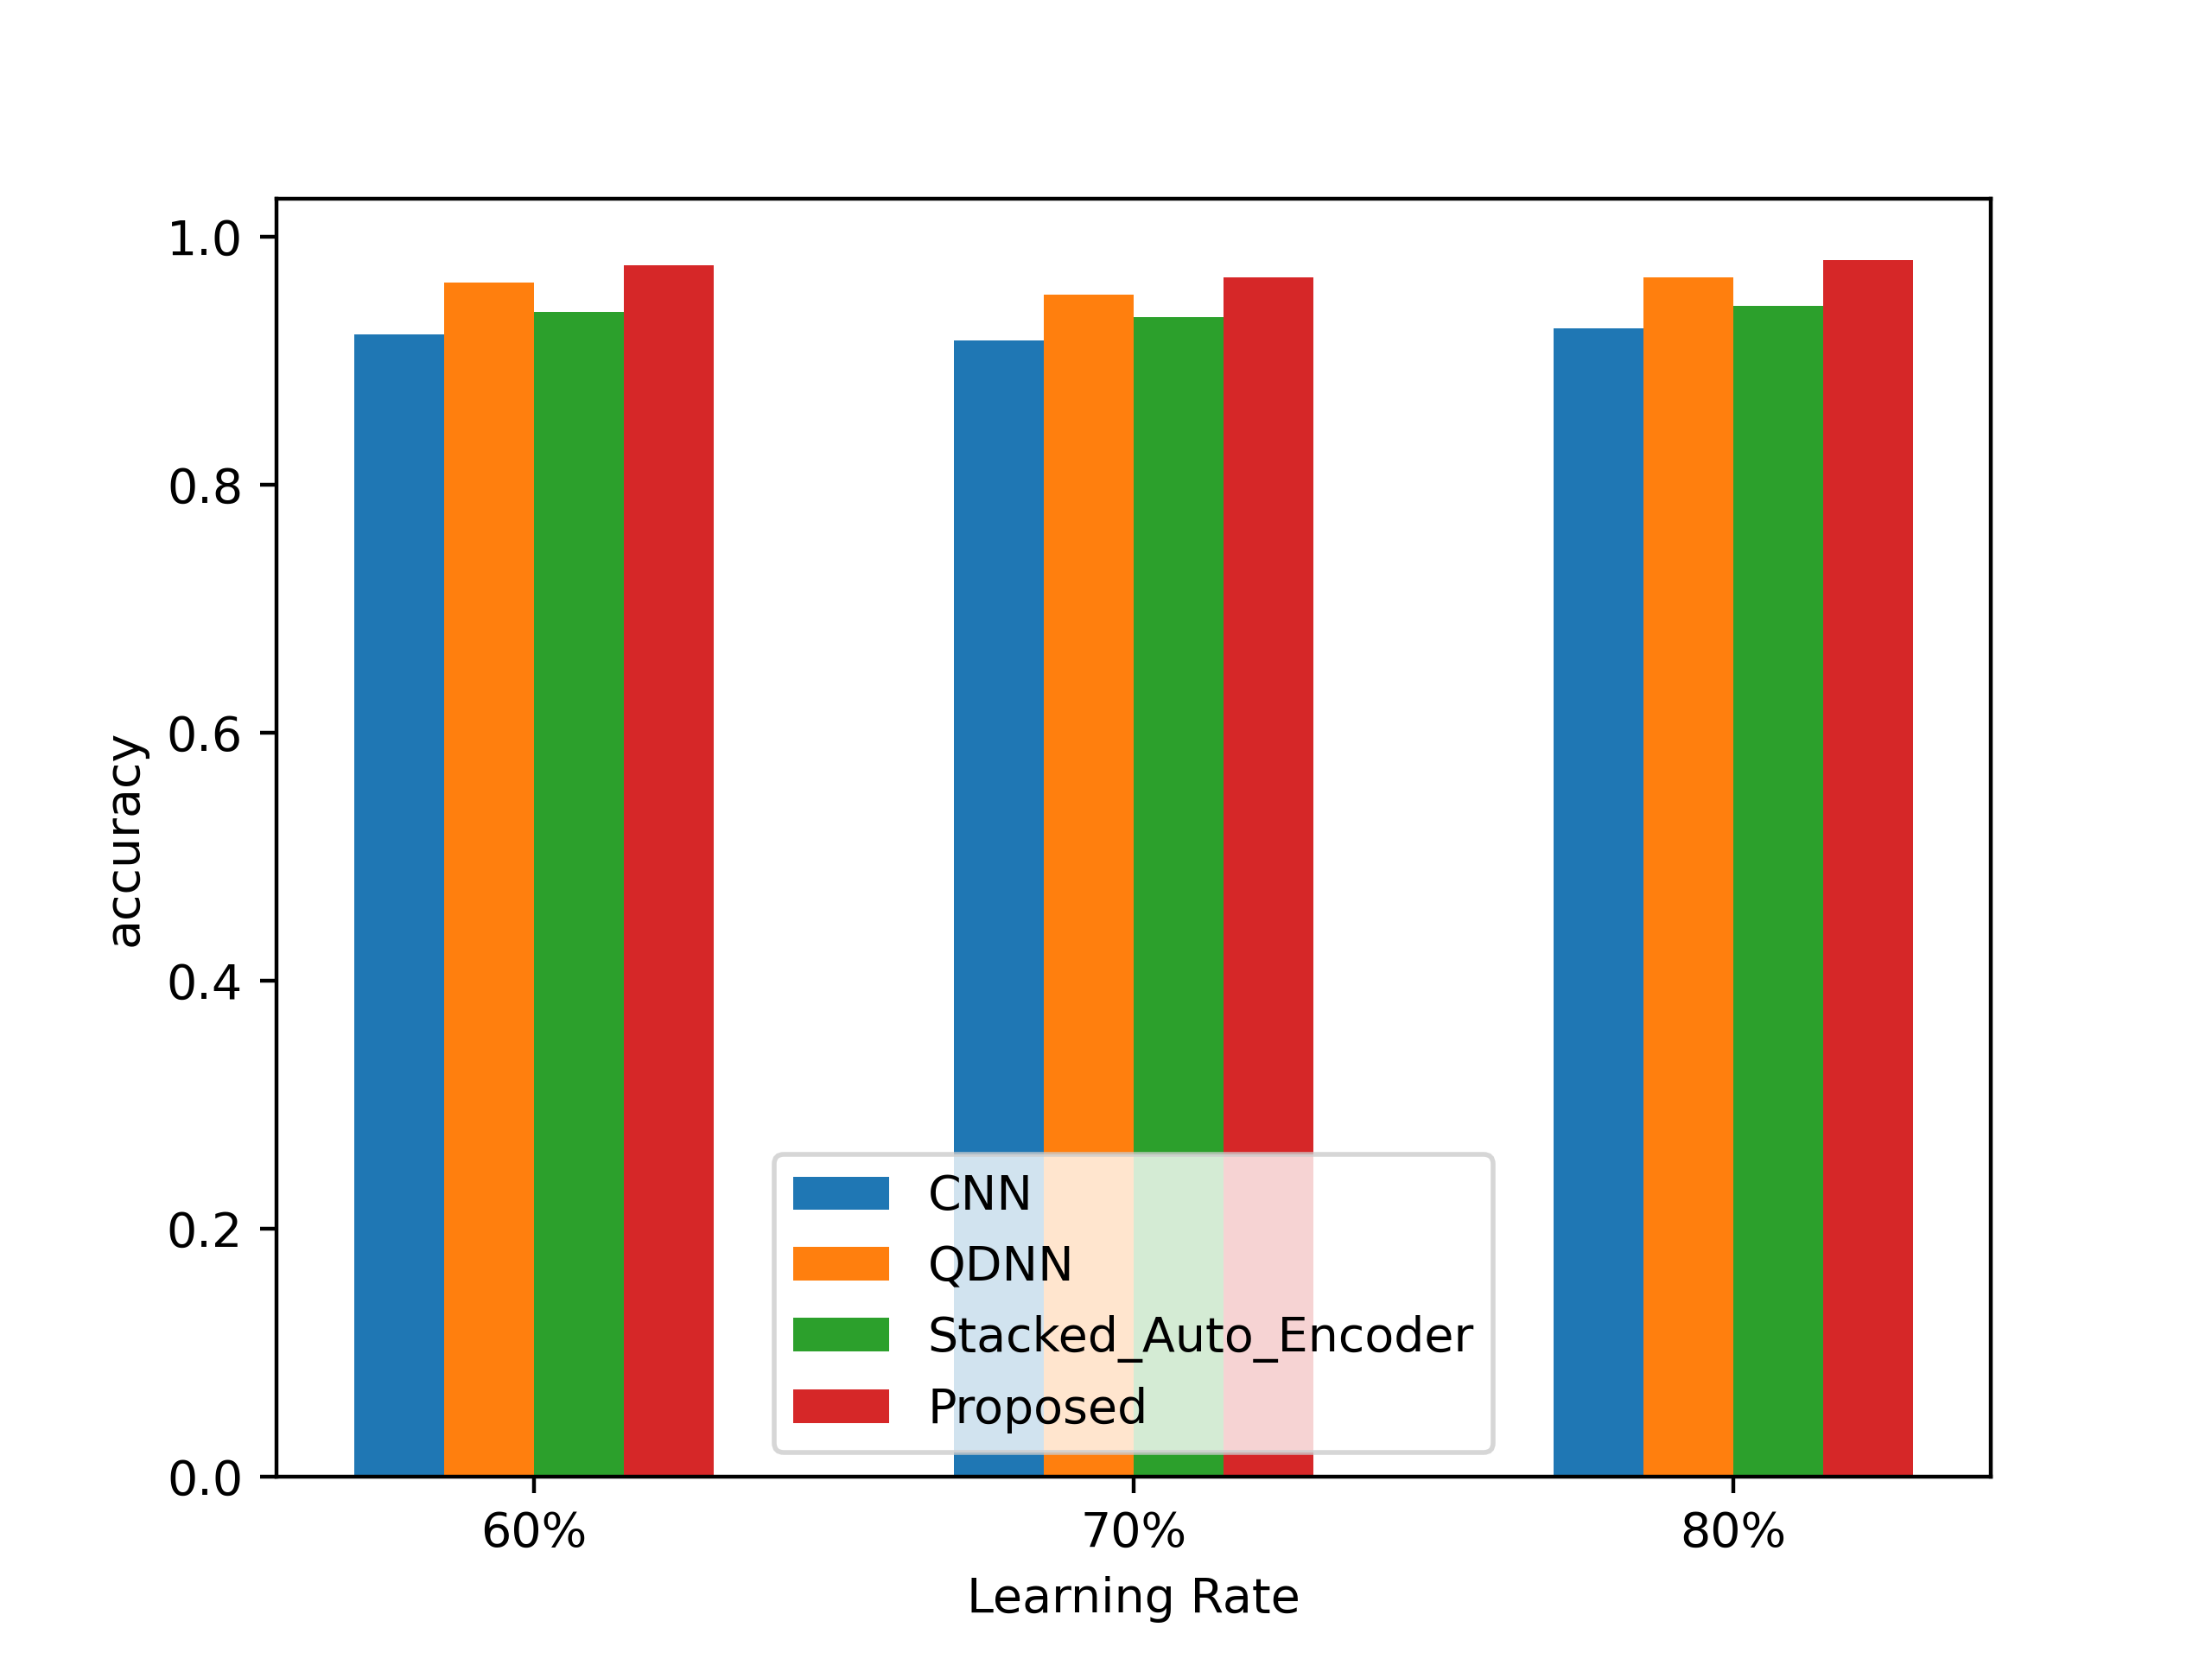 1.0
0.8
0.6
0.4
0.2
0.0
accuracy
CNN
QDNN
Stacked_Auto_Encoder
Proposed
60% 70% 80%
Learning Rate